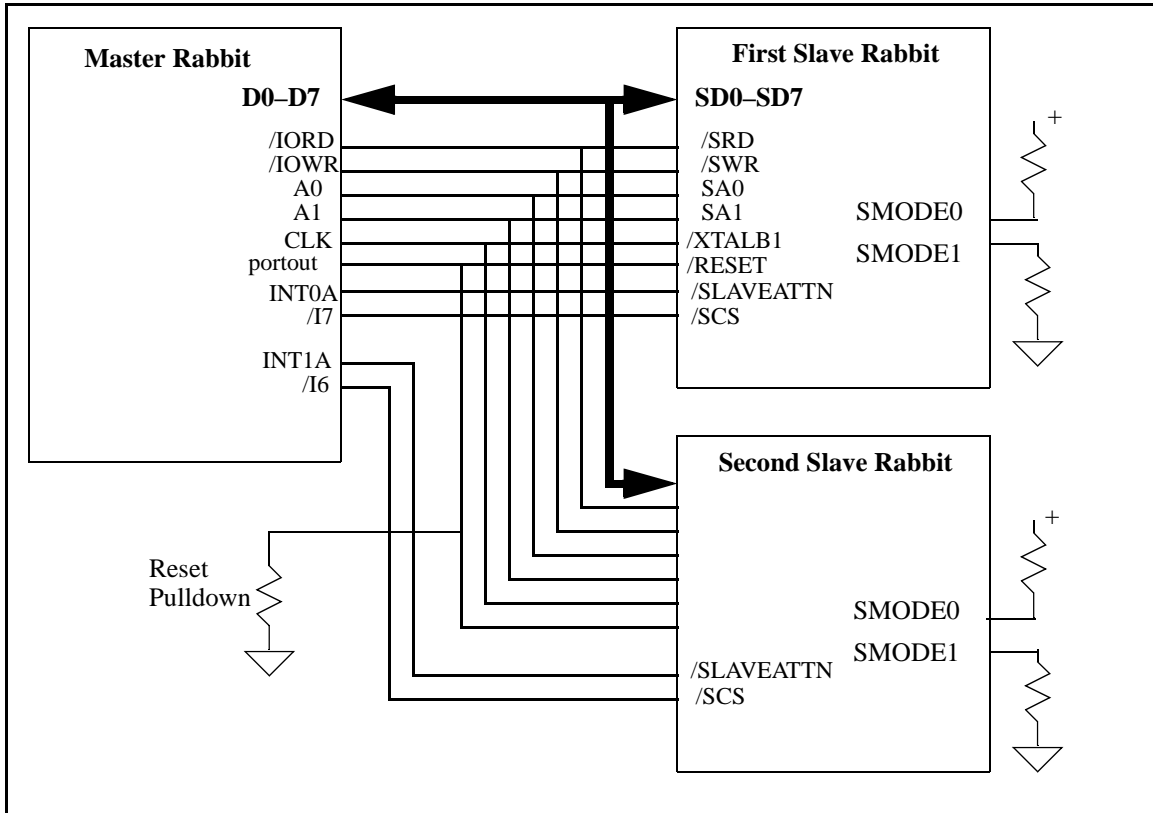 Master Rabbit
D0–D7
/IORD
/IOWR
A0
A1
CLK
portout
INT0A
/I7
INT1A
/I6
First Slave Rabbit
SD0–SD7
/SRD
/SWR
SA0
SA1
/XTALB1
/RESET
/SLAVEATTN
/SCS
SMODE0
SMODE1
+
Second Slave Rabbit
/SLAVEATTN
/SCS
SMODE0
SMODE1
+
Reset
Pulldown